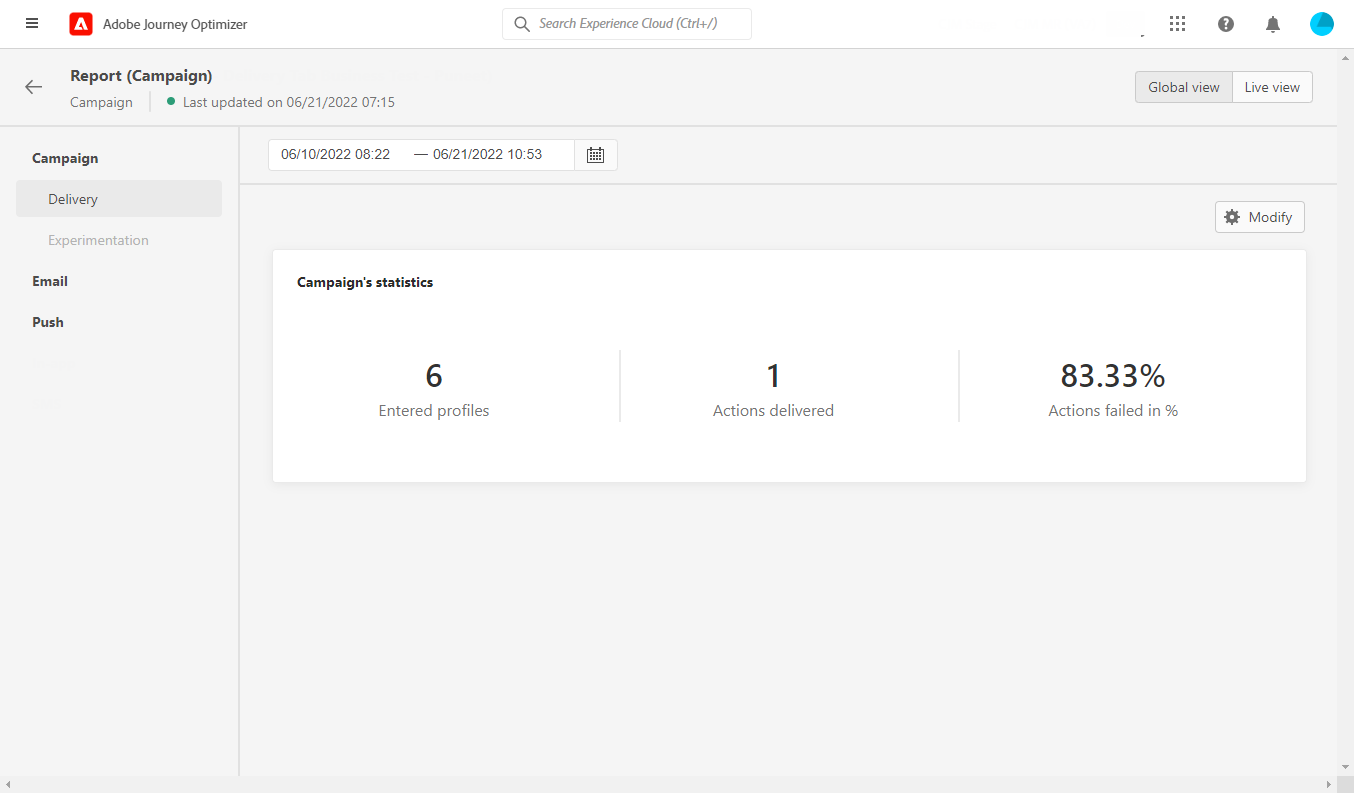 Adobe Journey Optimizer
Search Experience Cloud (Ctrl+/)
Report (Campaign)
Campaign
Last updated on 06/21/2022 07:15
Global view
Live view
Campaign
Delivery
Experimentation
Email
Push
06/10/2022 08:22 — 06/21/2022 10:53
Modify
Campaign's statistics
6
Entered profiles
1
Actions delivered
83.33%
Actions failed in %